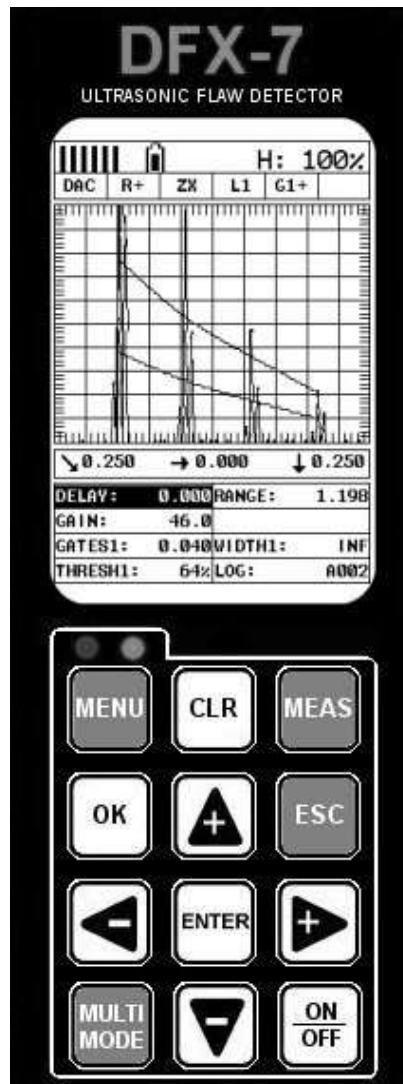 DFX-7
ULTRASONIC FLAW DETECTOR
H: 100%
DAC R+ ZX L1 G1+
0.250 → 0.000 ↓ 0.250
DELAY: 0.000 RANGE: 1.198
GAIN: 46.0
GATES1: 0.040 WIDTH1: INF
THRESH1: 64% LOG: A002
MENU CLR MEAS
OK + ESC
- ENTER +
MULTI MODE - ON OFF